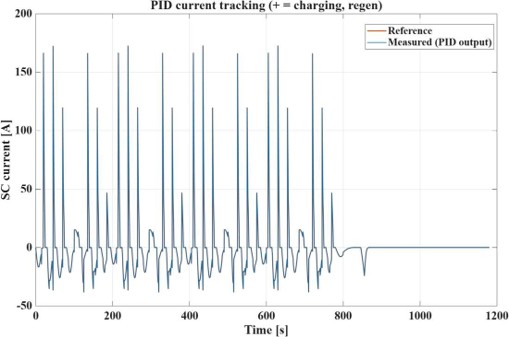 PID current tracking (+ = charging, regen)
200
150
100
50
0
-50
SC current [A]
Reference
Measured (PID output)
0
200
400
600
800
1000
1200
Time [s]